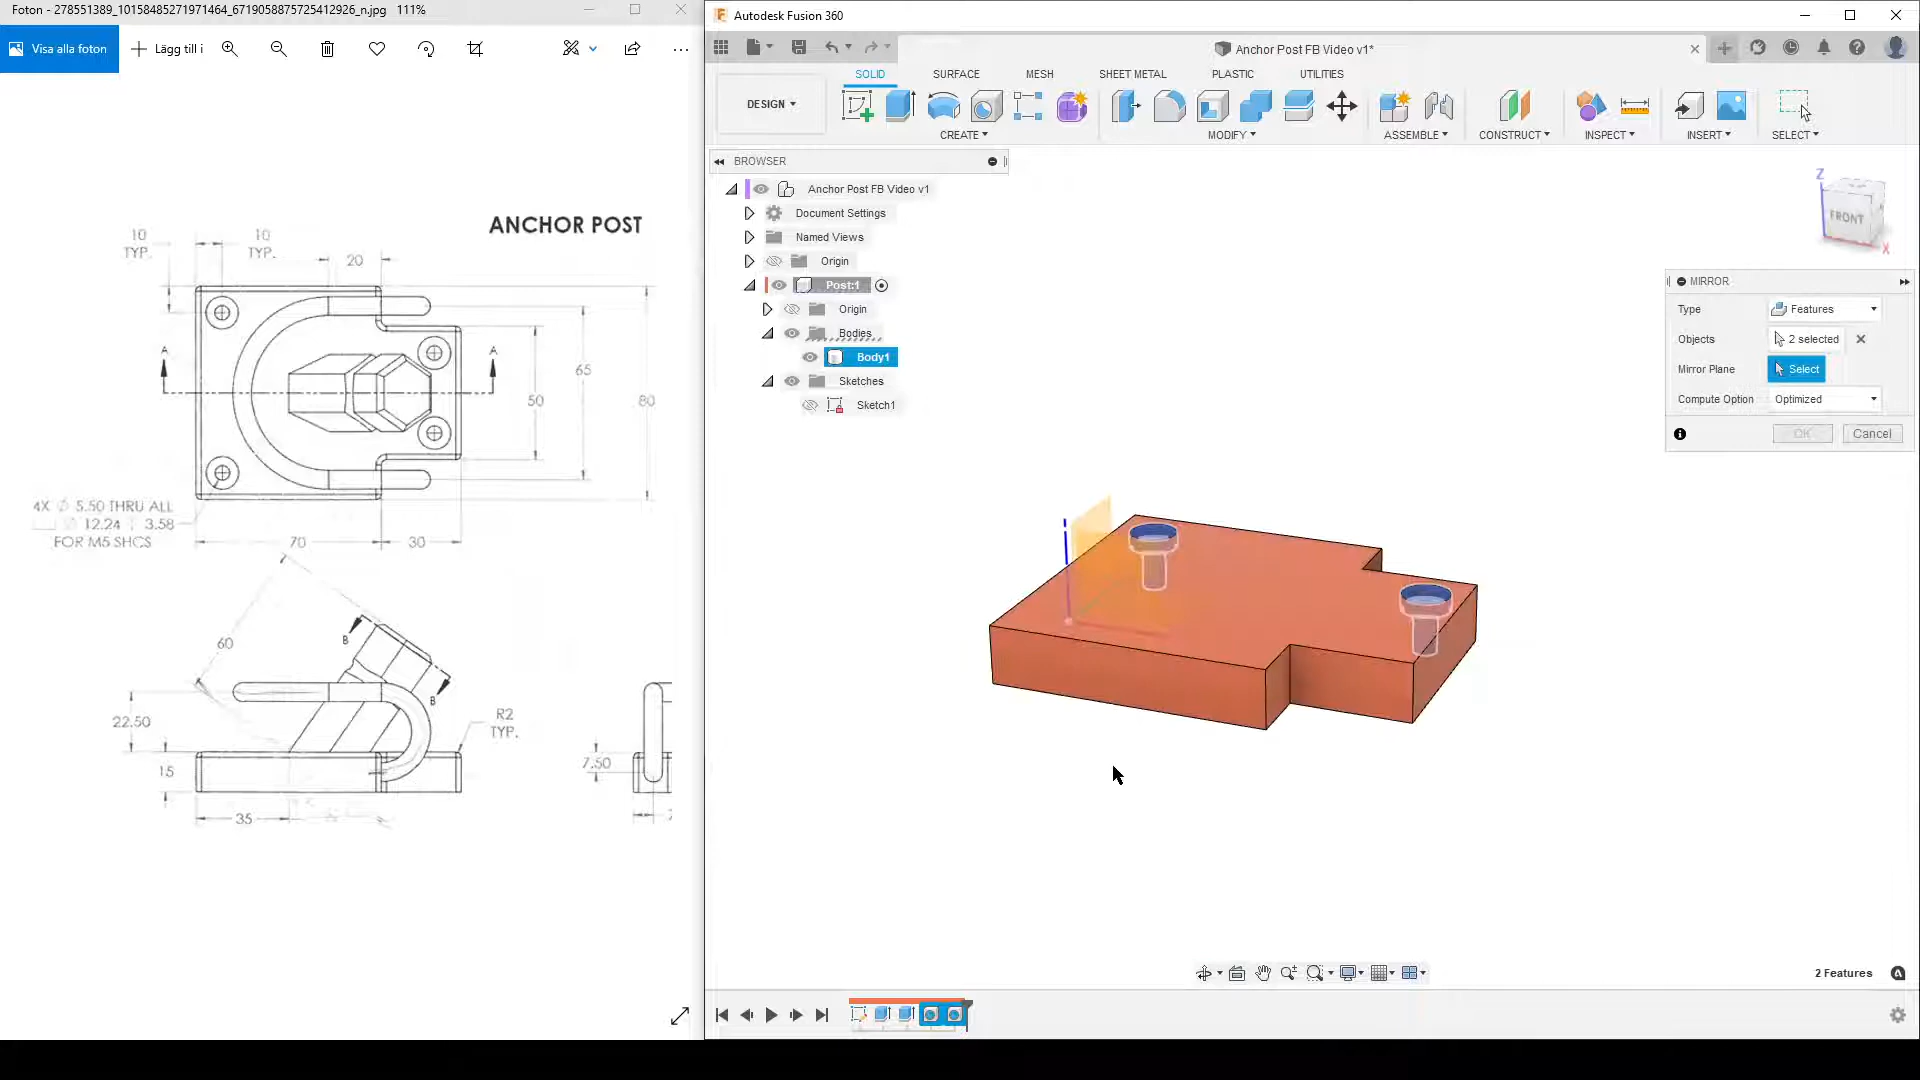 Foton - 278551389_10158485271971464_6719058875725412926_n.jpg   111%
Visa alla foton
Lägg till i
ANCHOR POST
10
TYP.
10
TYP.
20
A
A
65
50
80
4X Ø 5.50 THRU ALL
⌴ Ø 12.24 ↧ 3.58
FOR M5 SHCS
70
30
60
B
B
22.50
R2
TYP.
15
7.50
35
Autodesk Fusion 360
Anchor Post FB Video v1*
DESIGN
SOLID
SURFACE
MESH
SHEET METAL
PLASTIC
UTILITIES
CREATE
MODIFY
ASSEMBLE
CONSTRUCT
INSPECT
INSERT
SELECT
BROWSER
Anchor Post FB Video v1
Document Settings
Named Views
Origin
Post:1
Origin
Bodies
Body1
Sketches
Sketch1
Z
FRONT
X
MIRROR
Type
Features
Objects
2 selected
Mirror Plane
Select
Compute Option
Optimized
OK
Cancel
2 Features